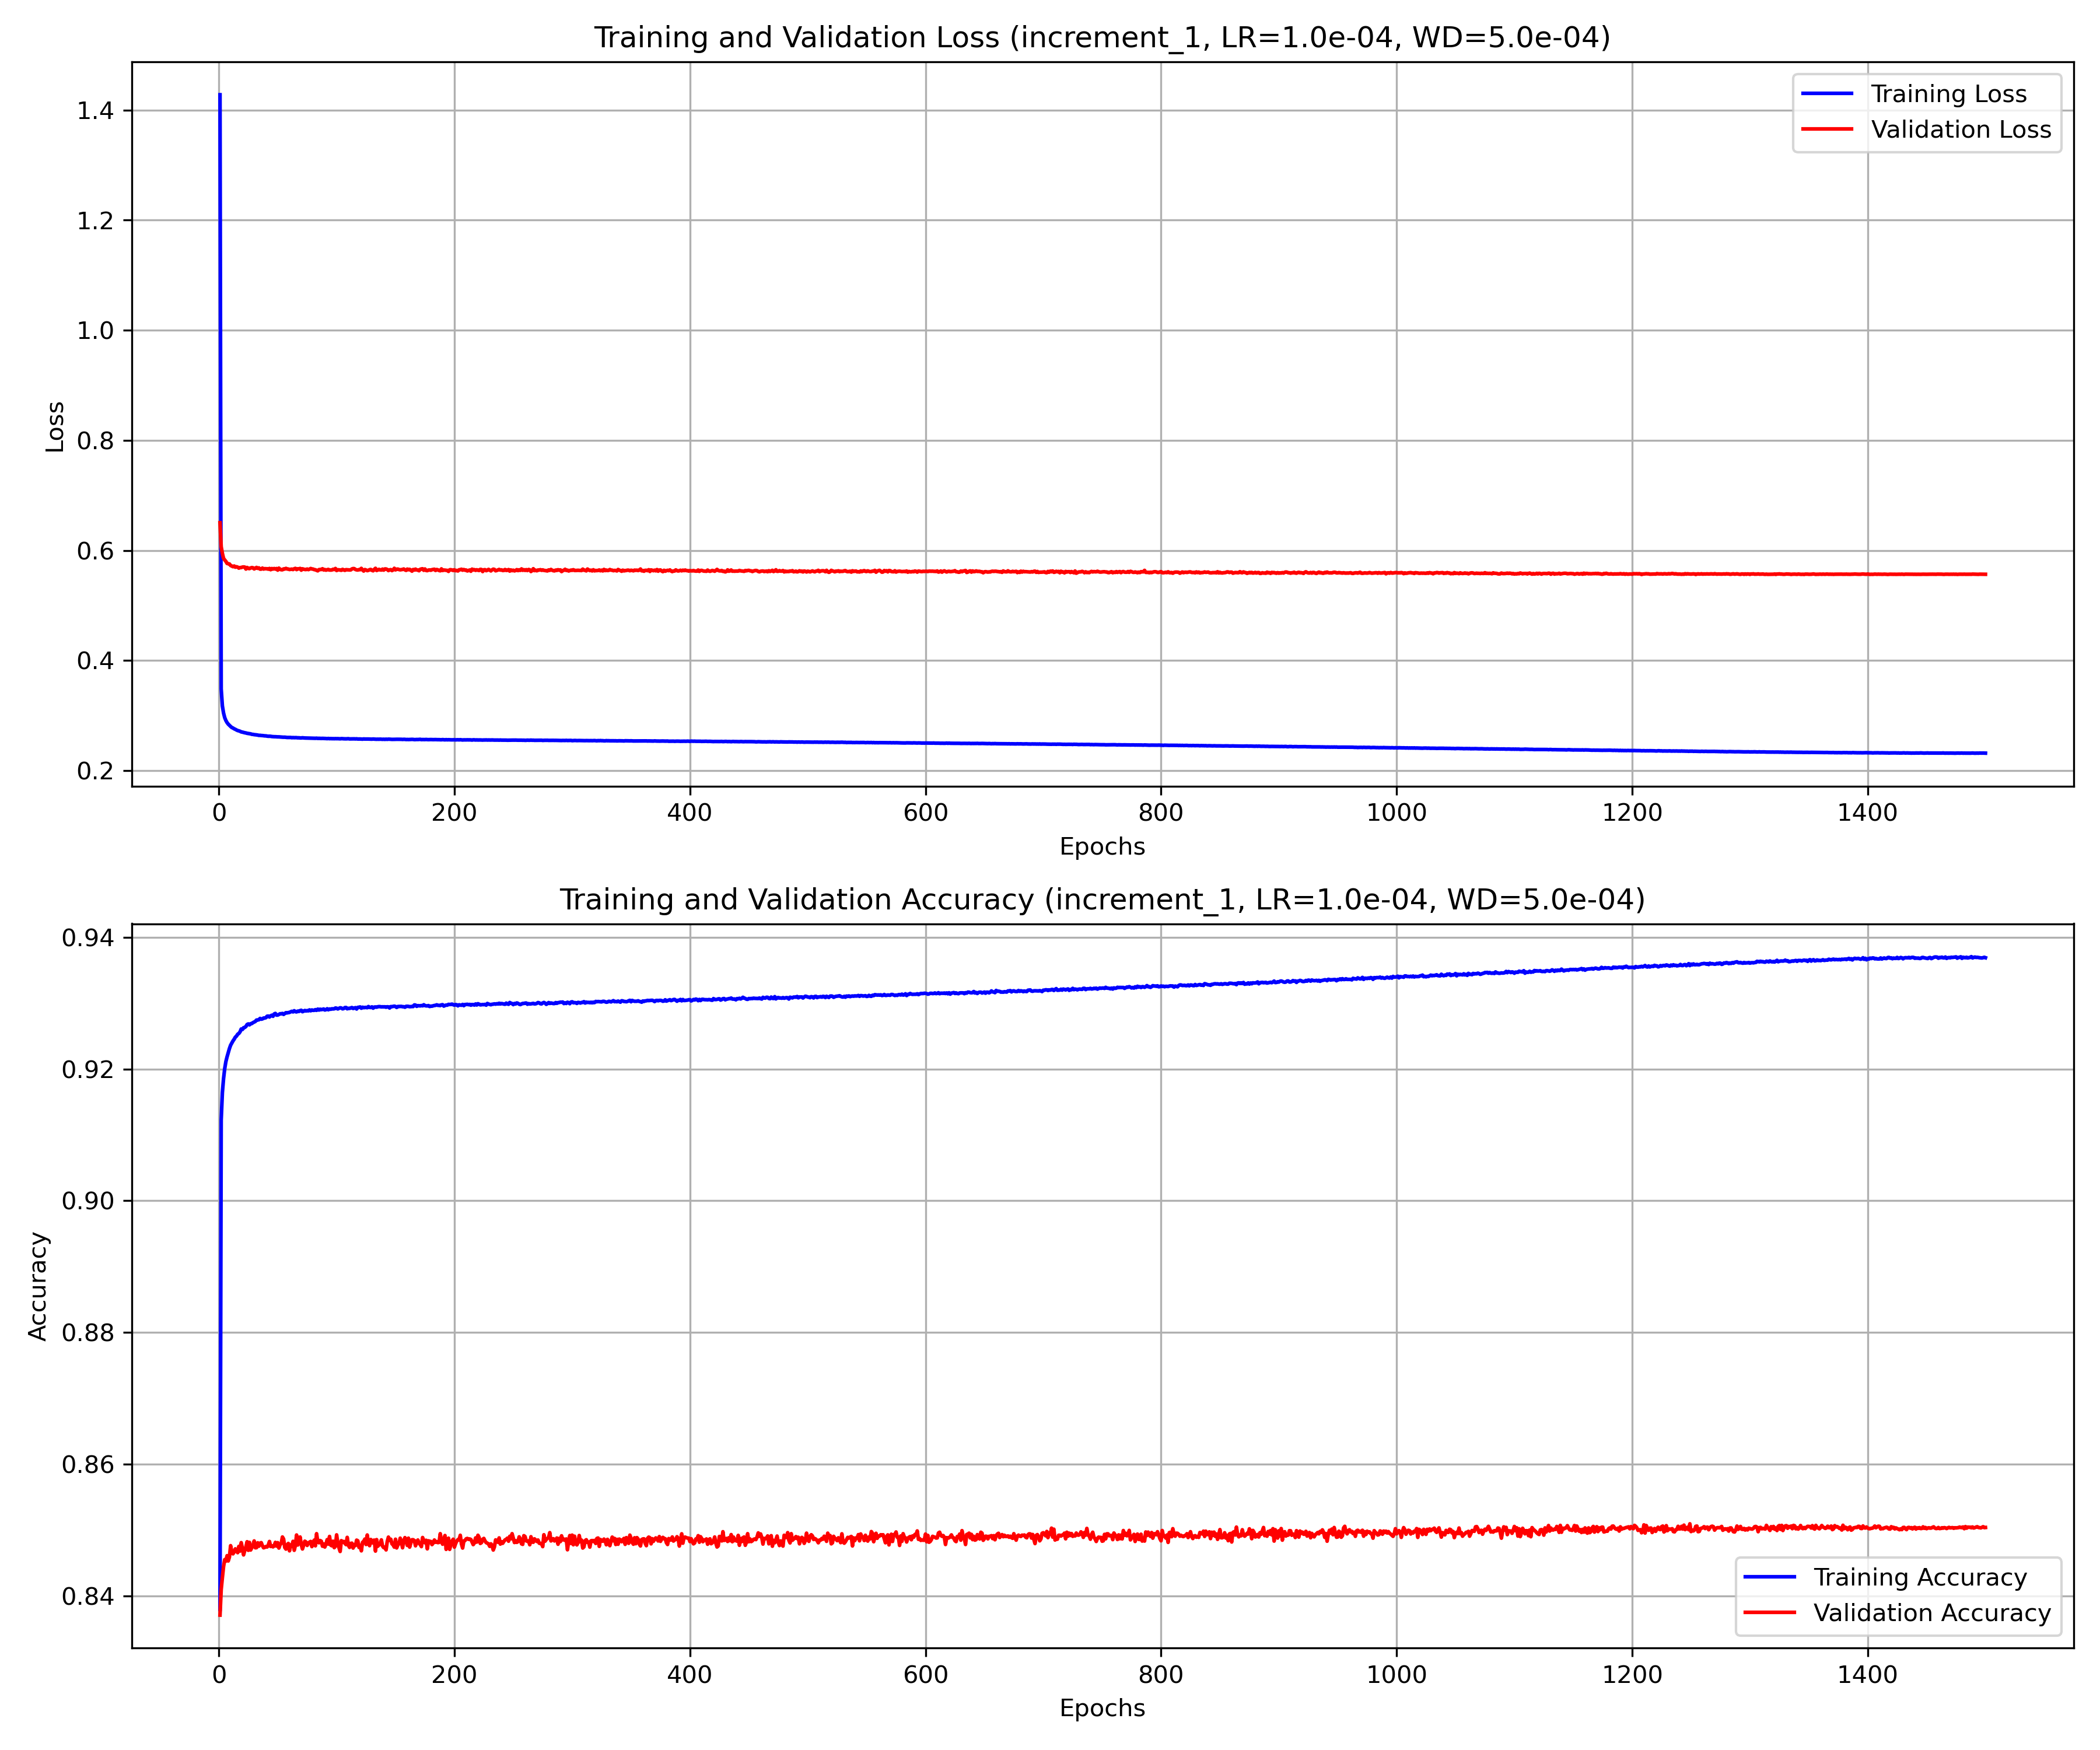 Training and Validation Loss (increment_1, LR=1.0e-04, WD=5.0e-04)
Training Loss
Validation Loss
1.4
1.2
1.0
0.8
0.6
0.4
0.2
Loss
0 200 400 600 800 1000 1200 1400
Epochs
Training and Validation Accuracy (increment_1, LR=1.0e-04, WD=5.0e-04)
0.94
0.92
0.90
0.88
0.86
0.84
Accuracy
Training Accuracy
Validation Accuracy
0 200 400 600 800 1000 1200 1400
Epochs